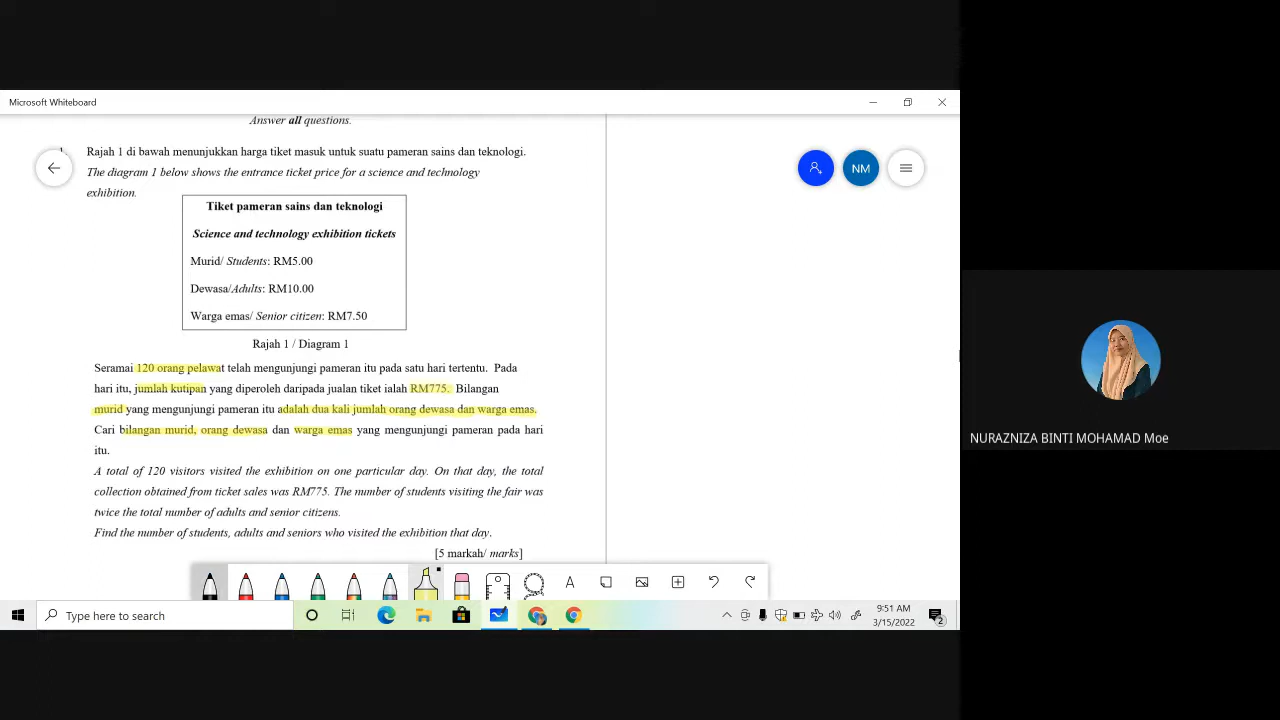 Microsoft Whiteboard
Answer all questions.
Rajah 1 di bawah menunjukkan harga tiket masuk untuk suatu pameran sains dan teknologi.
The diagram 1 below shows the entrance ticket price for a science and technology
exhibition.
Tiket pameran sains dan teknologi
Science and technology exhibition tickets
Murid/ Students: RM5.00
Dewasa/Adults: RM10.00
Warga emas/ Senior citizen: RM7.50
Rajah 1 / Diagram 1
Seramai 120 orang pelawat telah mengunjungi pameran itu pada satu hari tertentu. Pada
hari itu, jumlah kutipan yang diperoleh daripada jualan tiket ialah RM775. Bilangan
murid yang mengunjungi pameran itu adalah dua kali jumlah orang dewasa dan warga emas.
Cari bilangan murid, orang dewasa dan warga emas yang mengunjungi pameran pada hari
itu.
A total of 120 visitors visited the exhibition on one particular day. On that day, the total
collection obtained from ticket sales was RM775. The number of students visiting the fair was
twice the total number of adults and senior citizens.
Find the number of students, adults and seniors who visited the exhibition that day.
[5 markah/ marks]
NM
NURAZNIZA BINTI MOHAMAD Moe
A
Type here to search
9:51 AM
3/15/2022
2